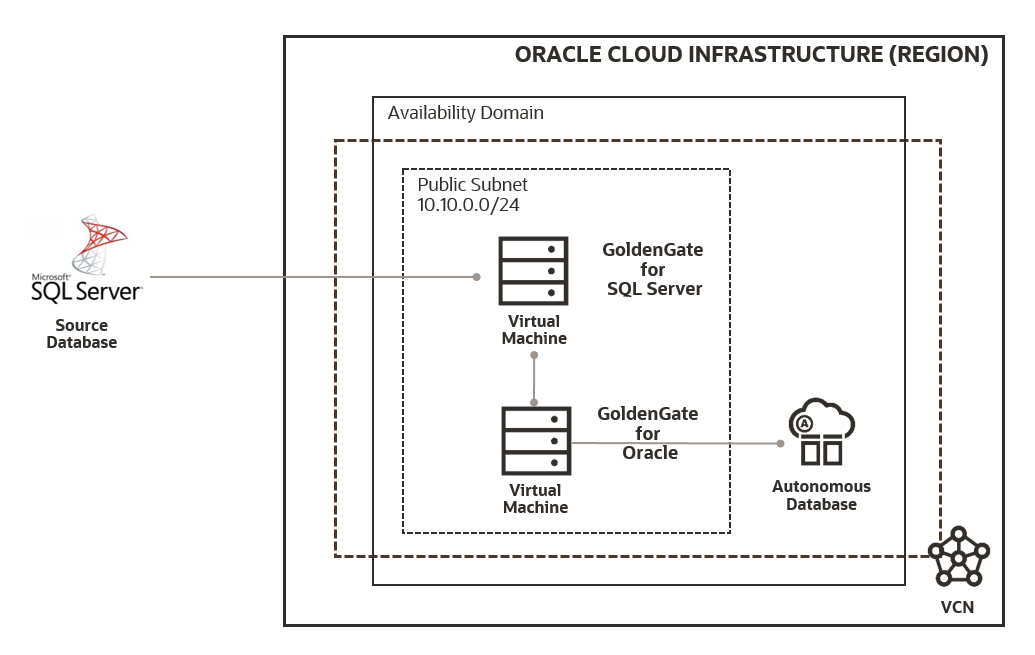 ORACLE CLOUD INFRASTRUCTURE (REGION)
Availability Domain
Public Subnet
10.10.0.0/24
Microsoft®
SQL Server
Source
Database
GoldenGate
for
SQL Server
Virtual
Machine
GoldenGate
for
Oracle
Virtual
Machine
A
Autonomous
Database
VCN